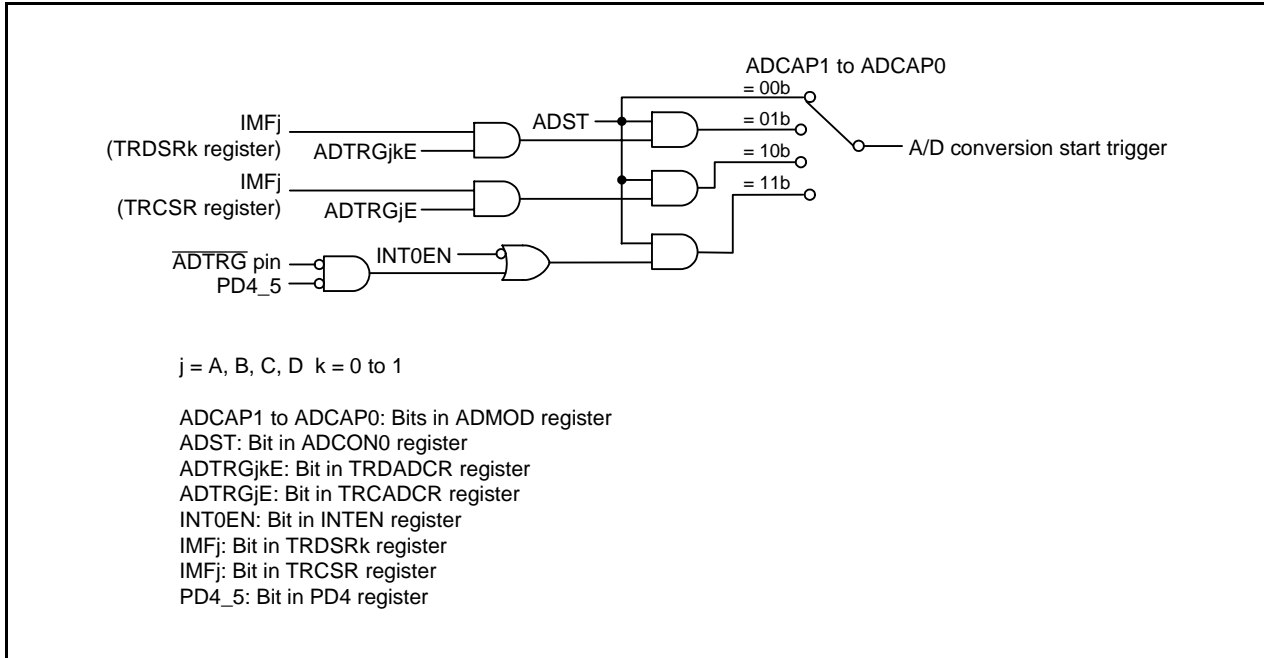 ADCAP1 to ADCAP0
= 00b
IMFj
(TRDSRk register)
ADTRGjkE
ADST
= 01b
A/D conversion start trigger
= 10b
IMFj
(TRCSR register)
ADTRGjE
= 11b
ADTRG pin
PD4_5
INT0EN
j = A, B, C, D k = 0 to 1
ADCAP1 to ADCAP0: Bits in ADMOD register
ADST: Bit in ADCON0 register
ADTRGjkE: Bit in TRDADCR register
ADTRGjE: Bit in TRCADCR register
INT0EN: Bit in INTEN register
IMFj: Bit in TRDSRk register
IMFj: Bit in TRCSR register
PD4_5: Bit in PD4 register